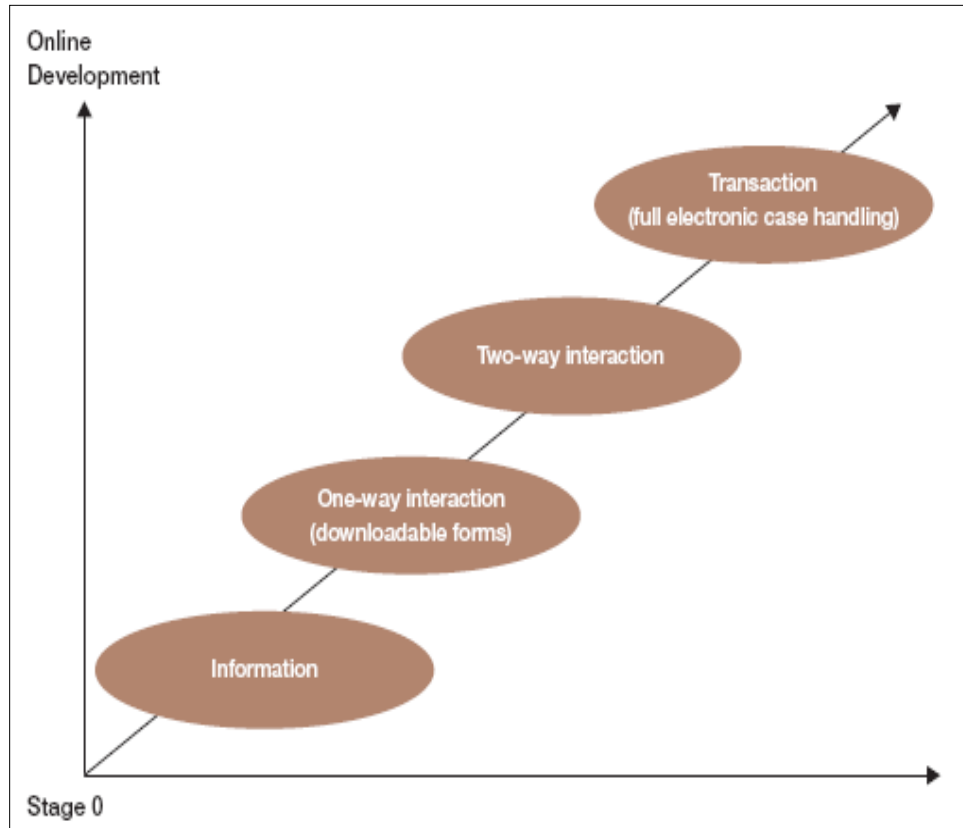 Online
Development
Transaction
(full electronic case handling)
Two-way interaction
One-way interaction
(downloadable forms)
Information
Stage 0